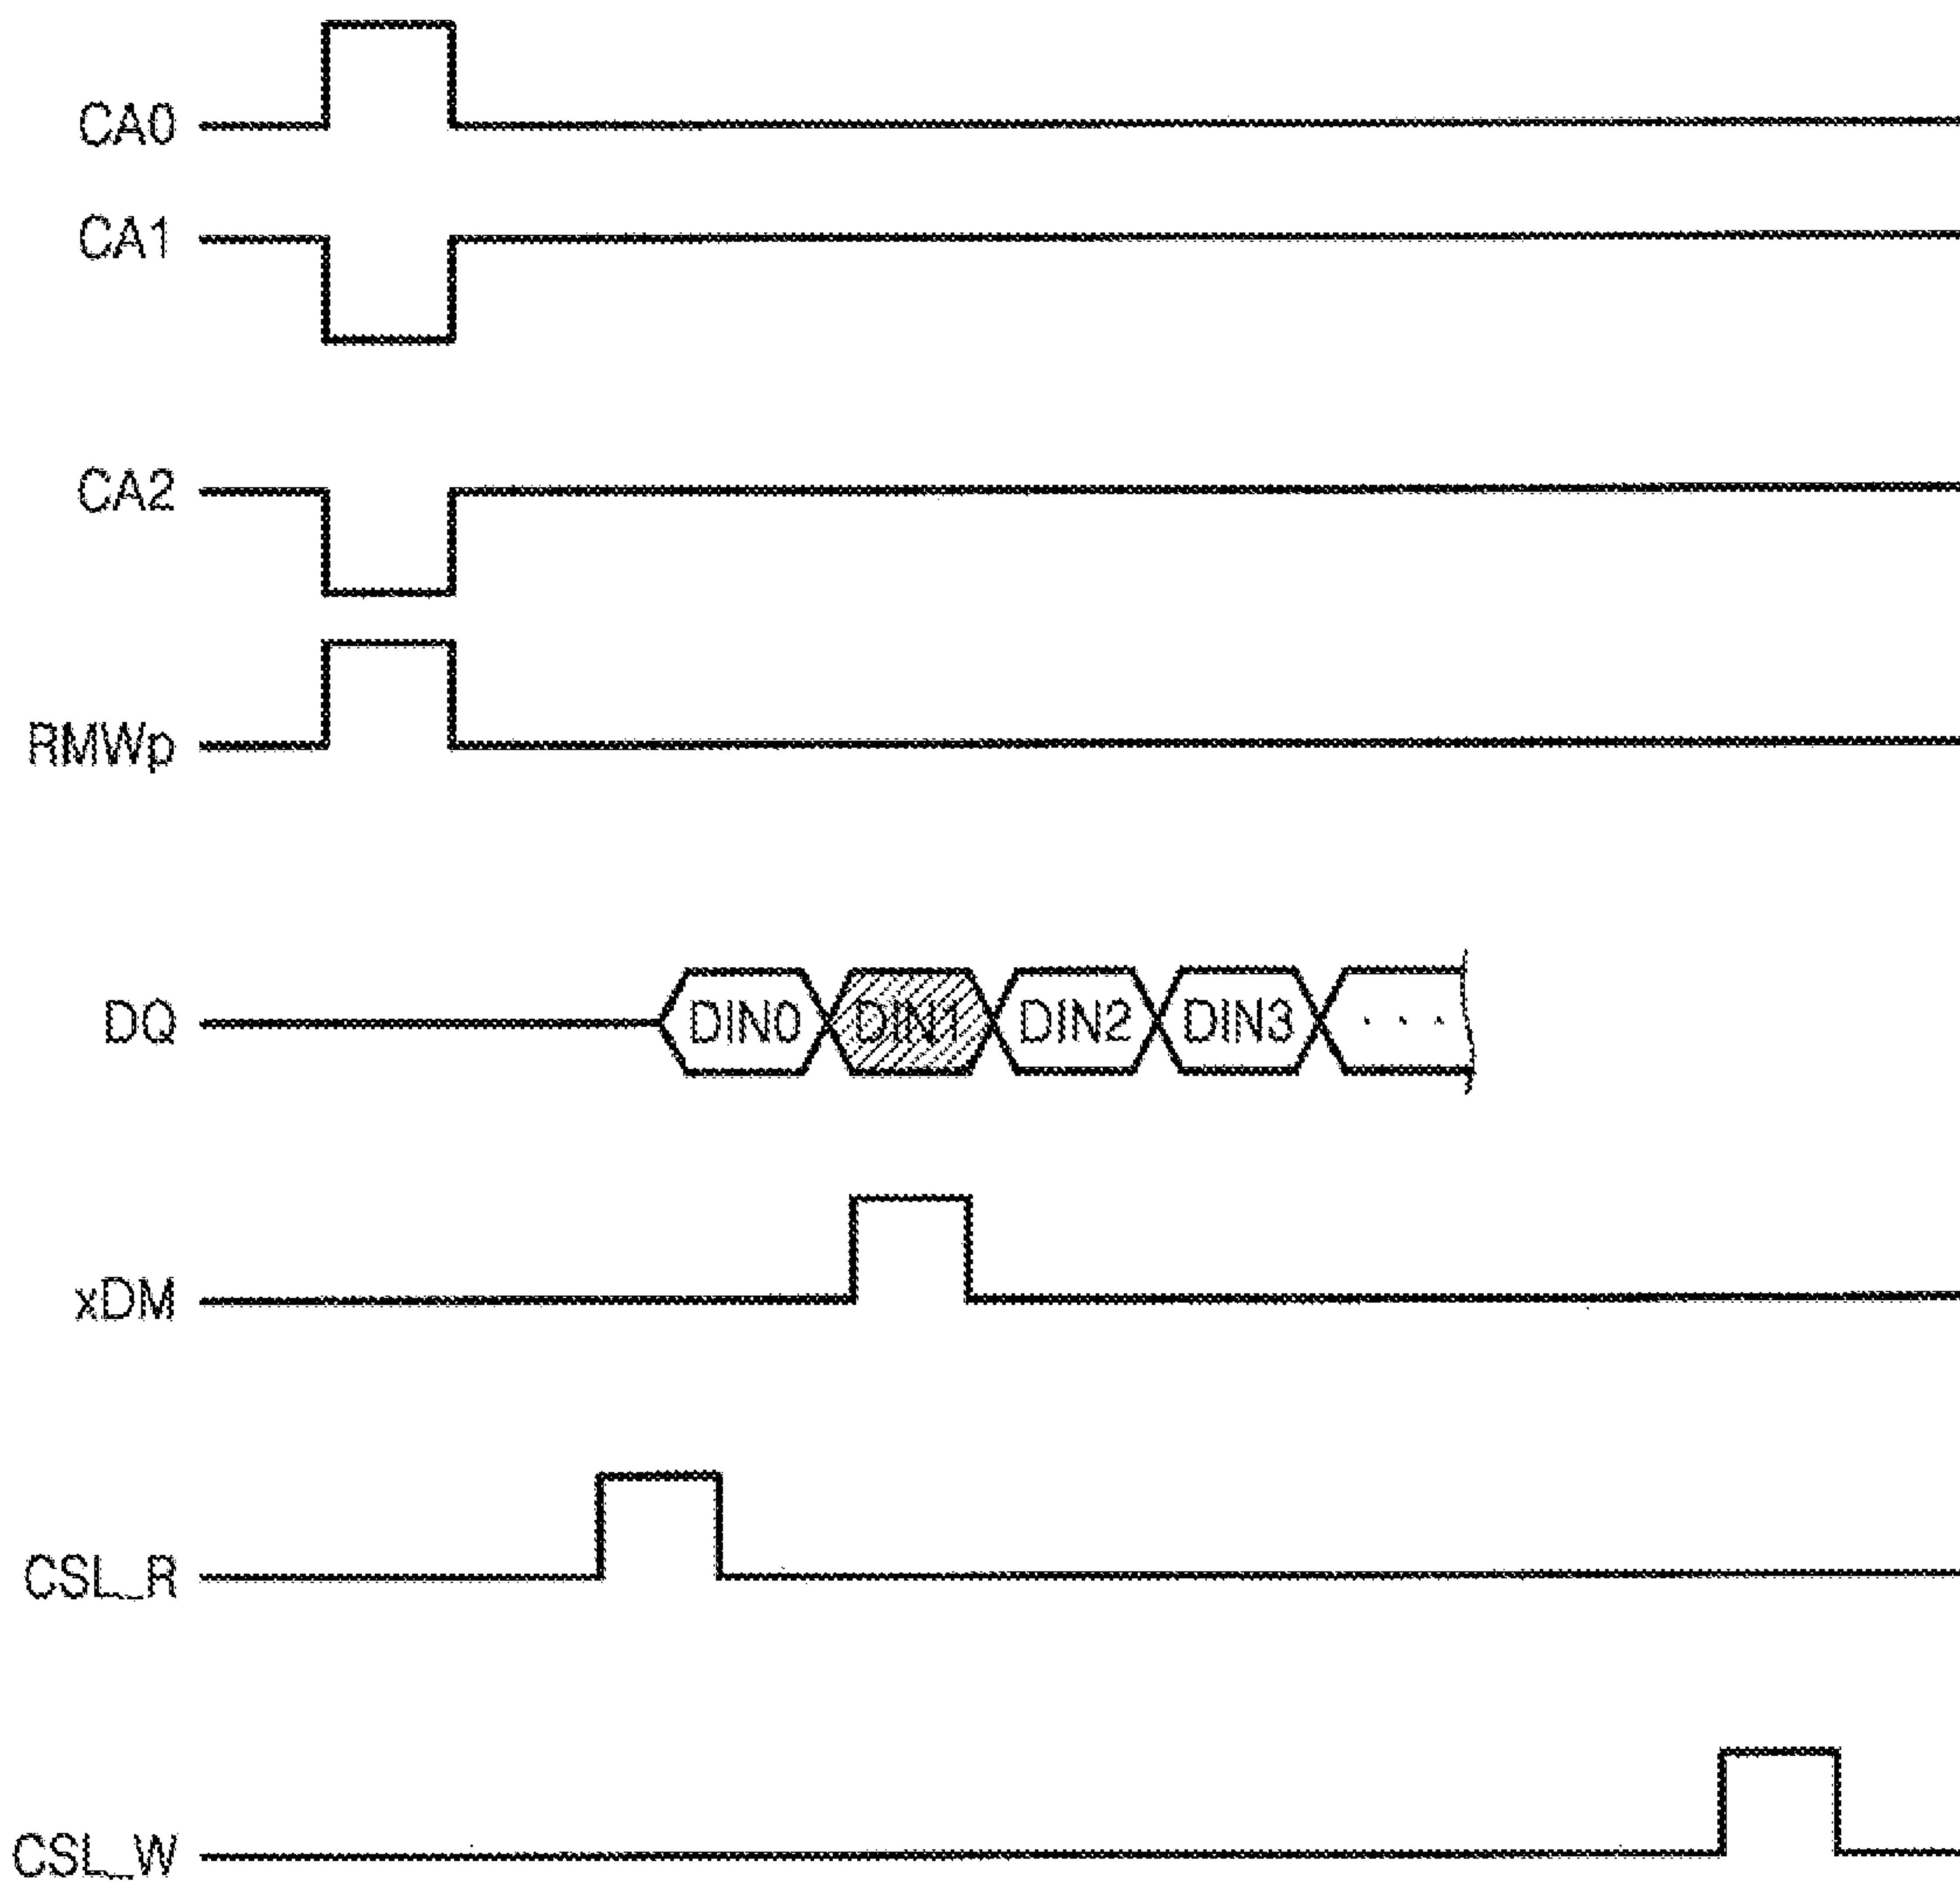 CA0
CA1
CA2
RMWp
DQ DIN0 DIN1 DIN2 DIN3 . . .
xDM
CSL_R
CSL_W